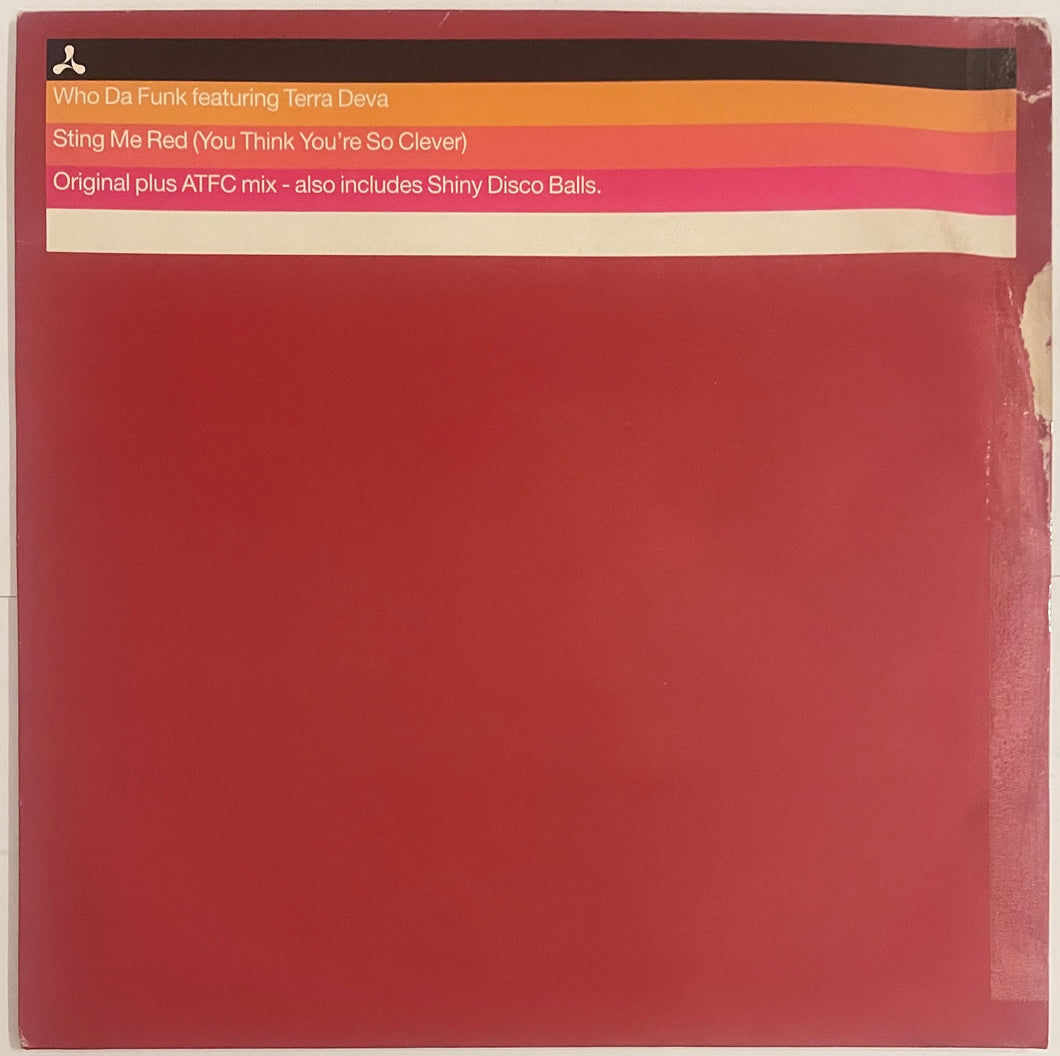 Who Da Funk featuring Terra Deva
Sting Me Red (You Think You're So Clever)
Original plus ATFC mix - also includes Shiny Disco Balls.